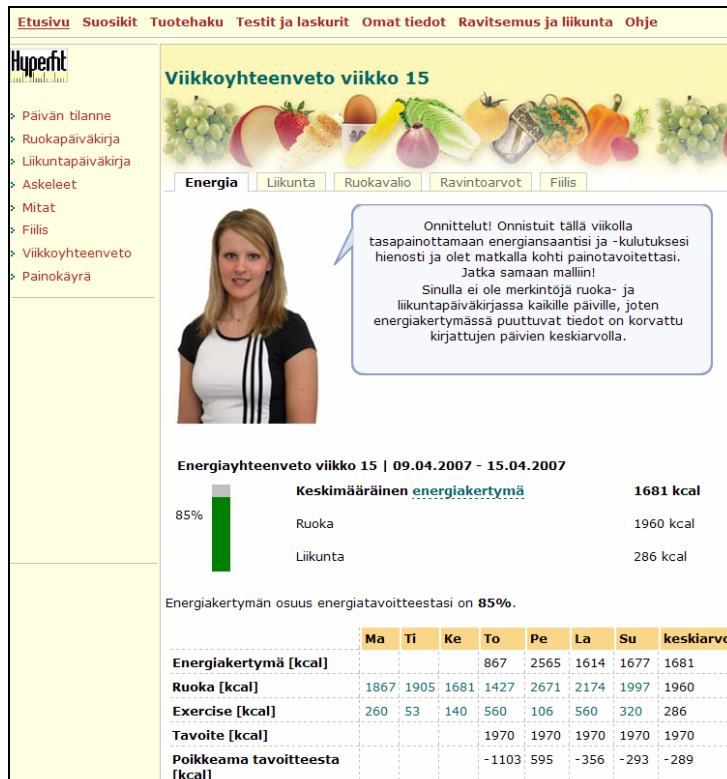 Etusivu Suosikit Tuotehaku Testit ja laskurit Omat tiedot Ravitsemus ja liikunta Ohje
Hyperfit
Päivän tilanne
Ruokapäiväkirja
Liikuntapäiväkirja
Askeleet
Mitat
Fiilis
Viikkoyhteenveto
Painokäyrä
Viikkoyhteenveto viikko 15
Energia Liikunta Ruokavalio Ravintoarvot Fiilis
Onnittelut! Onnistuit tällä viikolla
tasapainottamaan energiansaantisi ja -kulutuksesi
hienosti ja olet matkalla kohti painotavoitettasi.
Jatka samaan malliin!
Sinulla ei ole merkintöjä ruoka- ja
liikuntapäiväkirjassa kaikille päiville, joten
energiakertymässä puuttuvat tiedot on korvattu
kirjattujen päivien keskiarvolla.
Energiayhteenveto viikko 15 | 09.04.2007 - 15.04.2007
85%
Keskimääräinen energiakertymä 1681 kcal
Ruoka 1960 kcal
Liikunta 286 kcal
Energiakertymän osuus energiatavoitteestasi on 85%.
Ma Ti Ke To Pe La Su keskiarvo
Energiakertymä [kcal] 867 2565 1614 1677 1681
Ruoka [kcal] 1867 1905 1681 1427 2671 2174 1997 1960
Exercise [kcal] 260 53 140 560 106 560 320 286
Tavoite [kcal] 1970 1970 1970 1970 1970
Poikkeama tavoitteesta
[kcal] -1103 595 -356 -293 -289